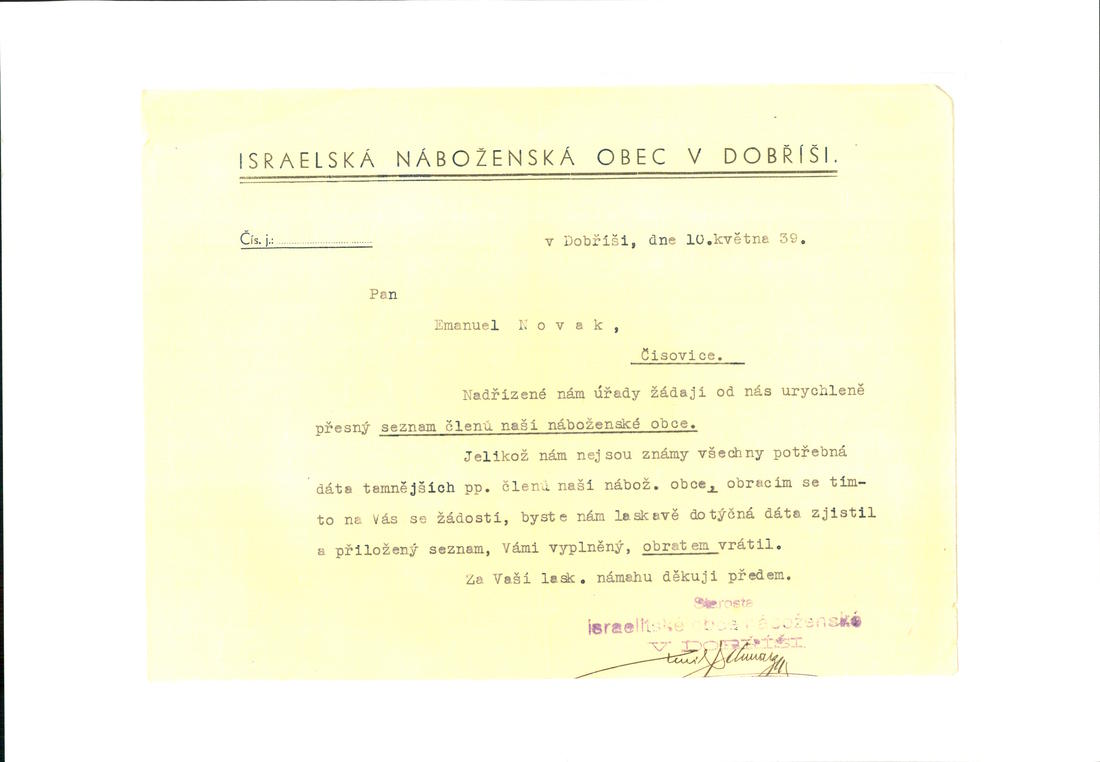 ISRAELSKÁ NÁBOŽENSKÁ OBEC V DOBŘÍŠI.
Čís. j.:
v Dobříši, dne 10.května 39.
Pan
Emanuel N o v a k ,
Čisovice.
Nadřízené nám úřady žádají od nás urychleně
přesný seznam členů naší náboženské obce.
Jelikož nám nejsou známy všechny potřebná
dáta tamnějších pp. členů naší nábož. obce, obracím se tím-
to na Vás se žádostí, byste nám laskavě dotýčná dáta zjistil
a přiložený seznam, Vámi vyplněný, obratem vrátil.
Za Vaší lask. námahu děkuji předem.
Starosta
israelitské obce náboženské
V DOBŘÍŠI